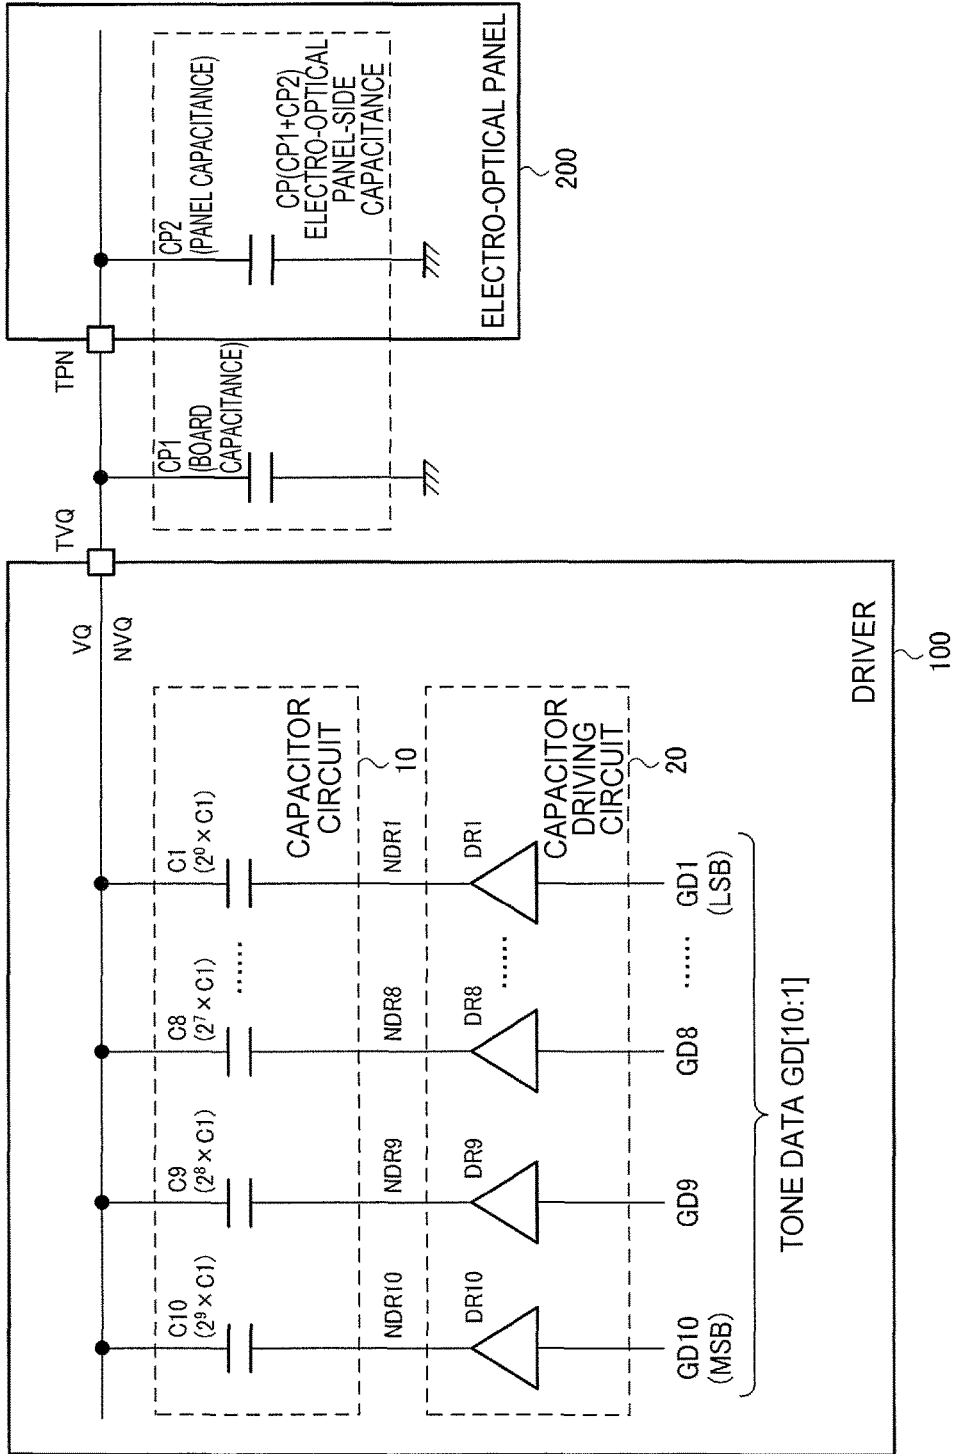 VQ
NVQ
TVQ
TPN
C10
(2⁹ × C1)
C9
(2⁸ × C1)
C8
(2⁷ × C1)
......
C1
(2⁰ × C1)
CAPACITOR
CIRCUIT
10
CP1
(BOARD
CAPACITANCE)
CP2
(PANEL CAPACITANCE)
CP(CP1+CP2)
ELECTRO-OPTICAL
PANEL-SIDE
CAPACITANCE
ELECTRO-OPTICAL PANEL
200
NDR10
NDR9
NDR8
NDR1
DR10
DR9
DR8
......
DR1
CAPACITOR
DRIVING
CIRCUIT
20
GD10
(MSB)
GD9
GD8
......
GD1
(LSB)
TONE DATA GD[10:1]
DRIVER
100